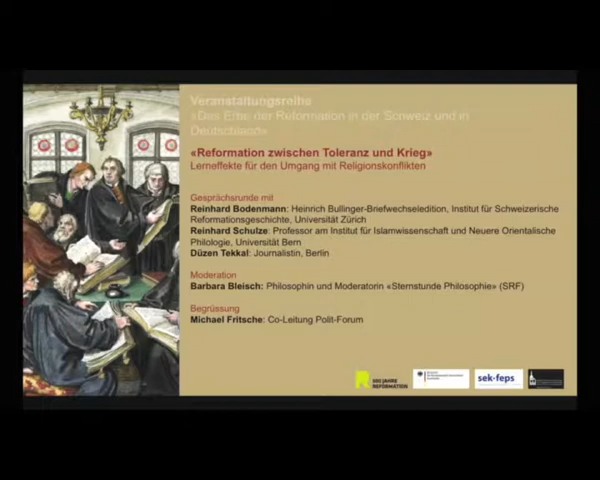 Veranstaltungsreihe
«Das Erbe der Reformation in der Schweiz und in
Deutschland»
«Reformation zwischen Toleranz und Krieg»
Lerneffekte für den Umgang mit Religionskonflikten
Gesprächsrunde mit
Reinhard Bodenmann: Heinrich Bullinger-Briefwechseledition, Institut für Schweizerische
Reformationsgeschichte, Universität Zürich
Reinhard Schulze: Professor am Institut für Islamwissenschaft und Neuere Orientalische
Philologie, Universität Bern
Düzen Tekkal: Journalistin, Berlin
Moderation
Barbara Bleisch: Philosophin und Moderatorin «Sternstunde Philosophie» (SRF)
Begrüssung
Michael Fritsche: Co-Leitung Polit-Forum
500 JAHRE
REFORMATION
sek·feps